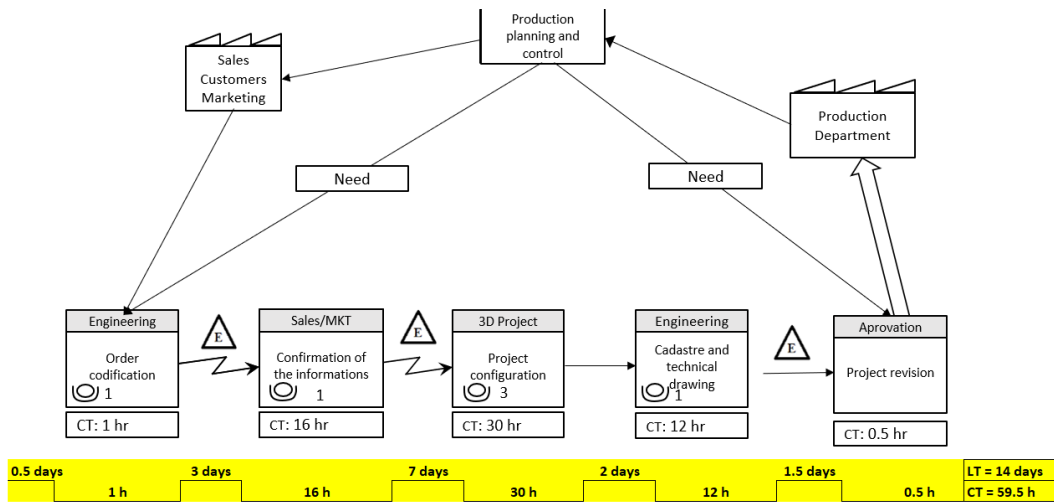 Production
planning and
control
Sales
Customers
Marketing
Production
Department
Need
Need
Engineering
Order
codification
1
CT: 1 hr
E
Sales/MKT
Confirmation of
the informations
1
CT: 16 hr
E
3D Project
Project
configuration
3
CT: 30 hr
Engineering
Cadastre and
technical
drawing
1
CT: 12 hr
E
Aprovation
Project revision
CT: 0.5 hr
0.5 days 3 days 7 days 2 days 1.5 days LT = 14 days
1 h 16 h 30 h 12 h 0.5 h CT = 59.5 h